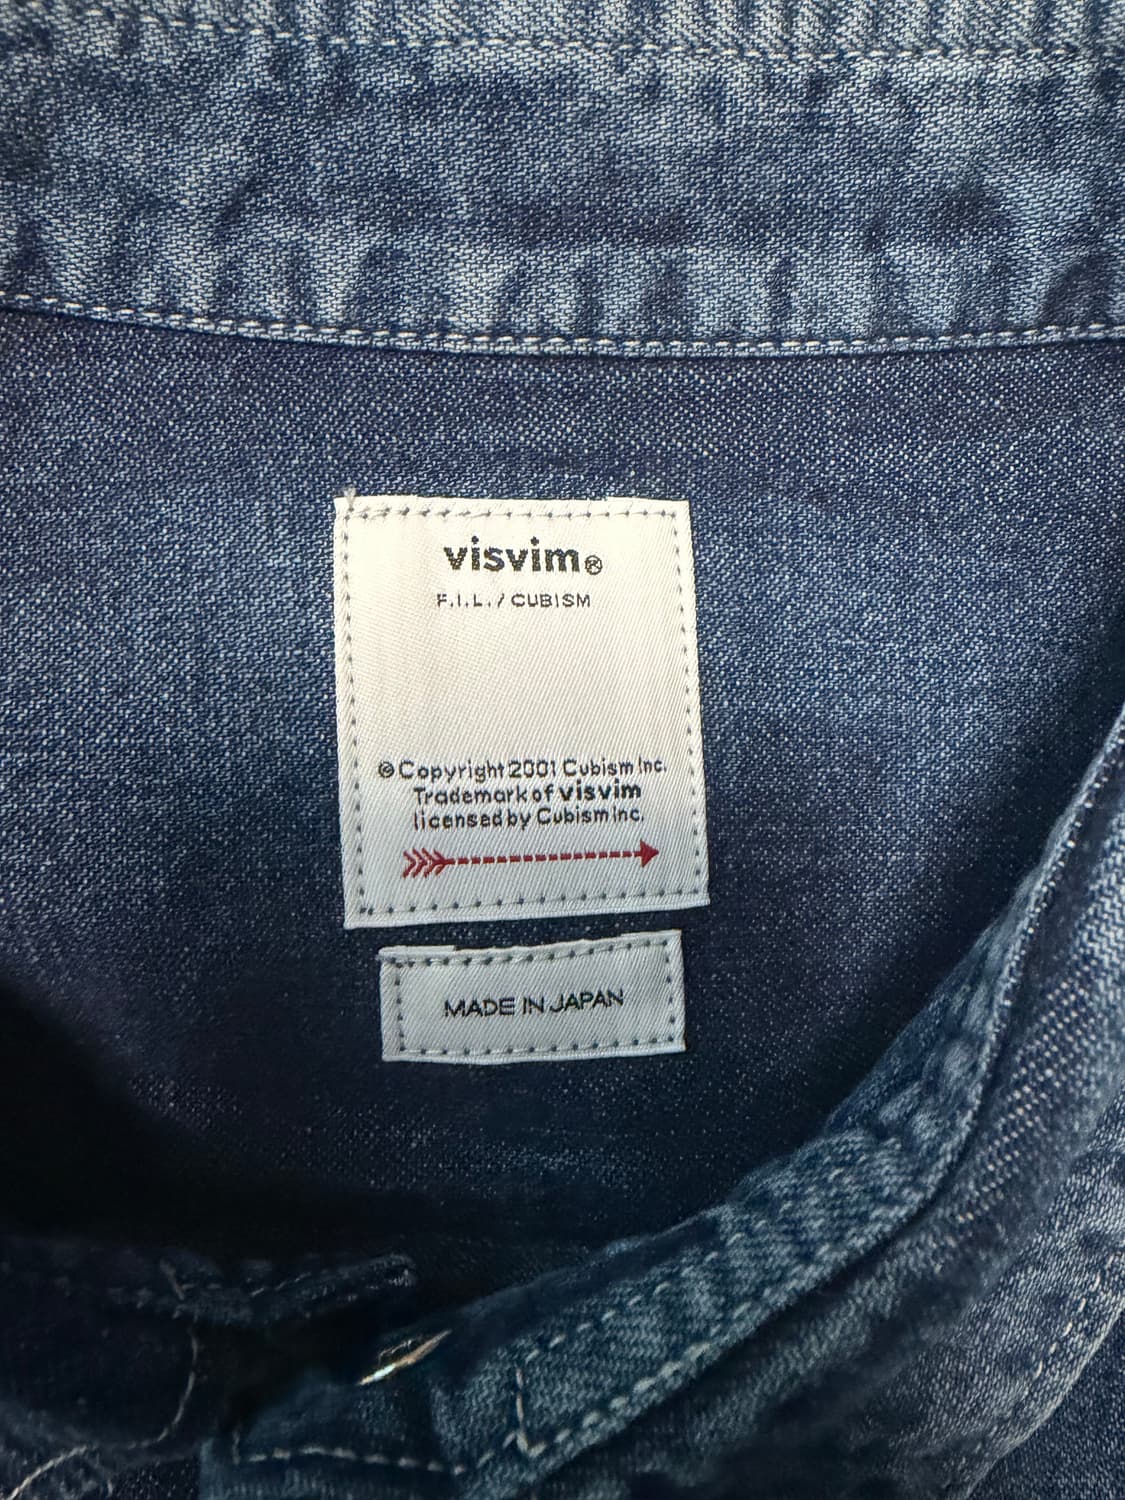 visvim®
F.I.L. / CUBISM
©Copyright 2001 Cubism Inc.
Trademark of visvim
licensed by Cubism Inc.
MADE IN JAPAN